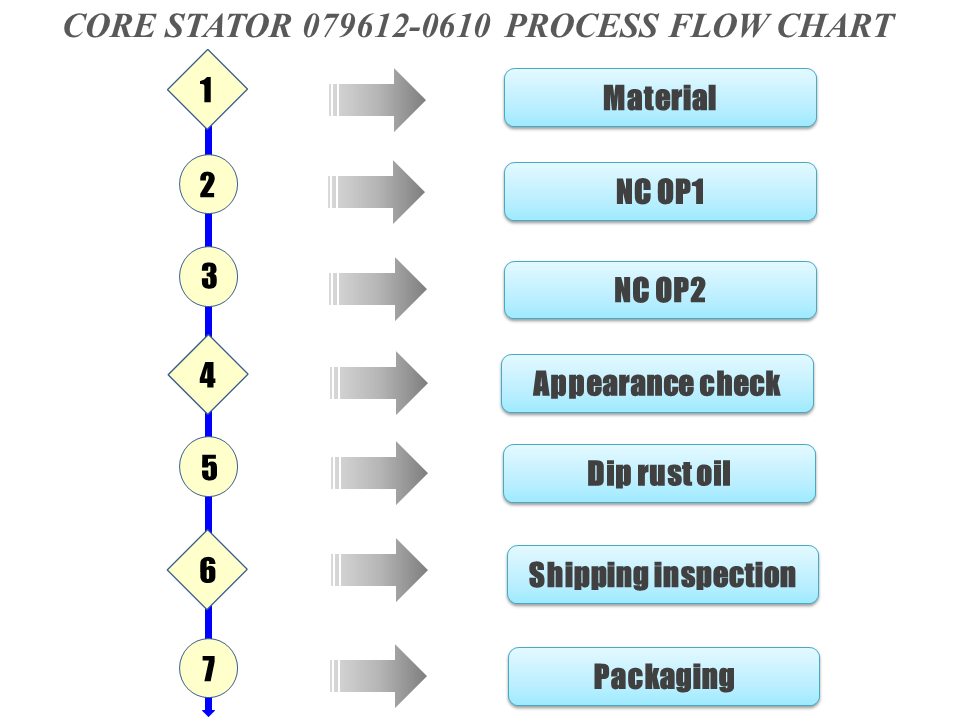 CORE STATOR 079612-0610 PROCESS FLOW CHART
1
Material
2
NC OP1
3
NC OP2
4
Appearance check
5
Dip rust oil
6
Shipping inspection
7
Packaging